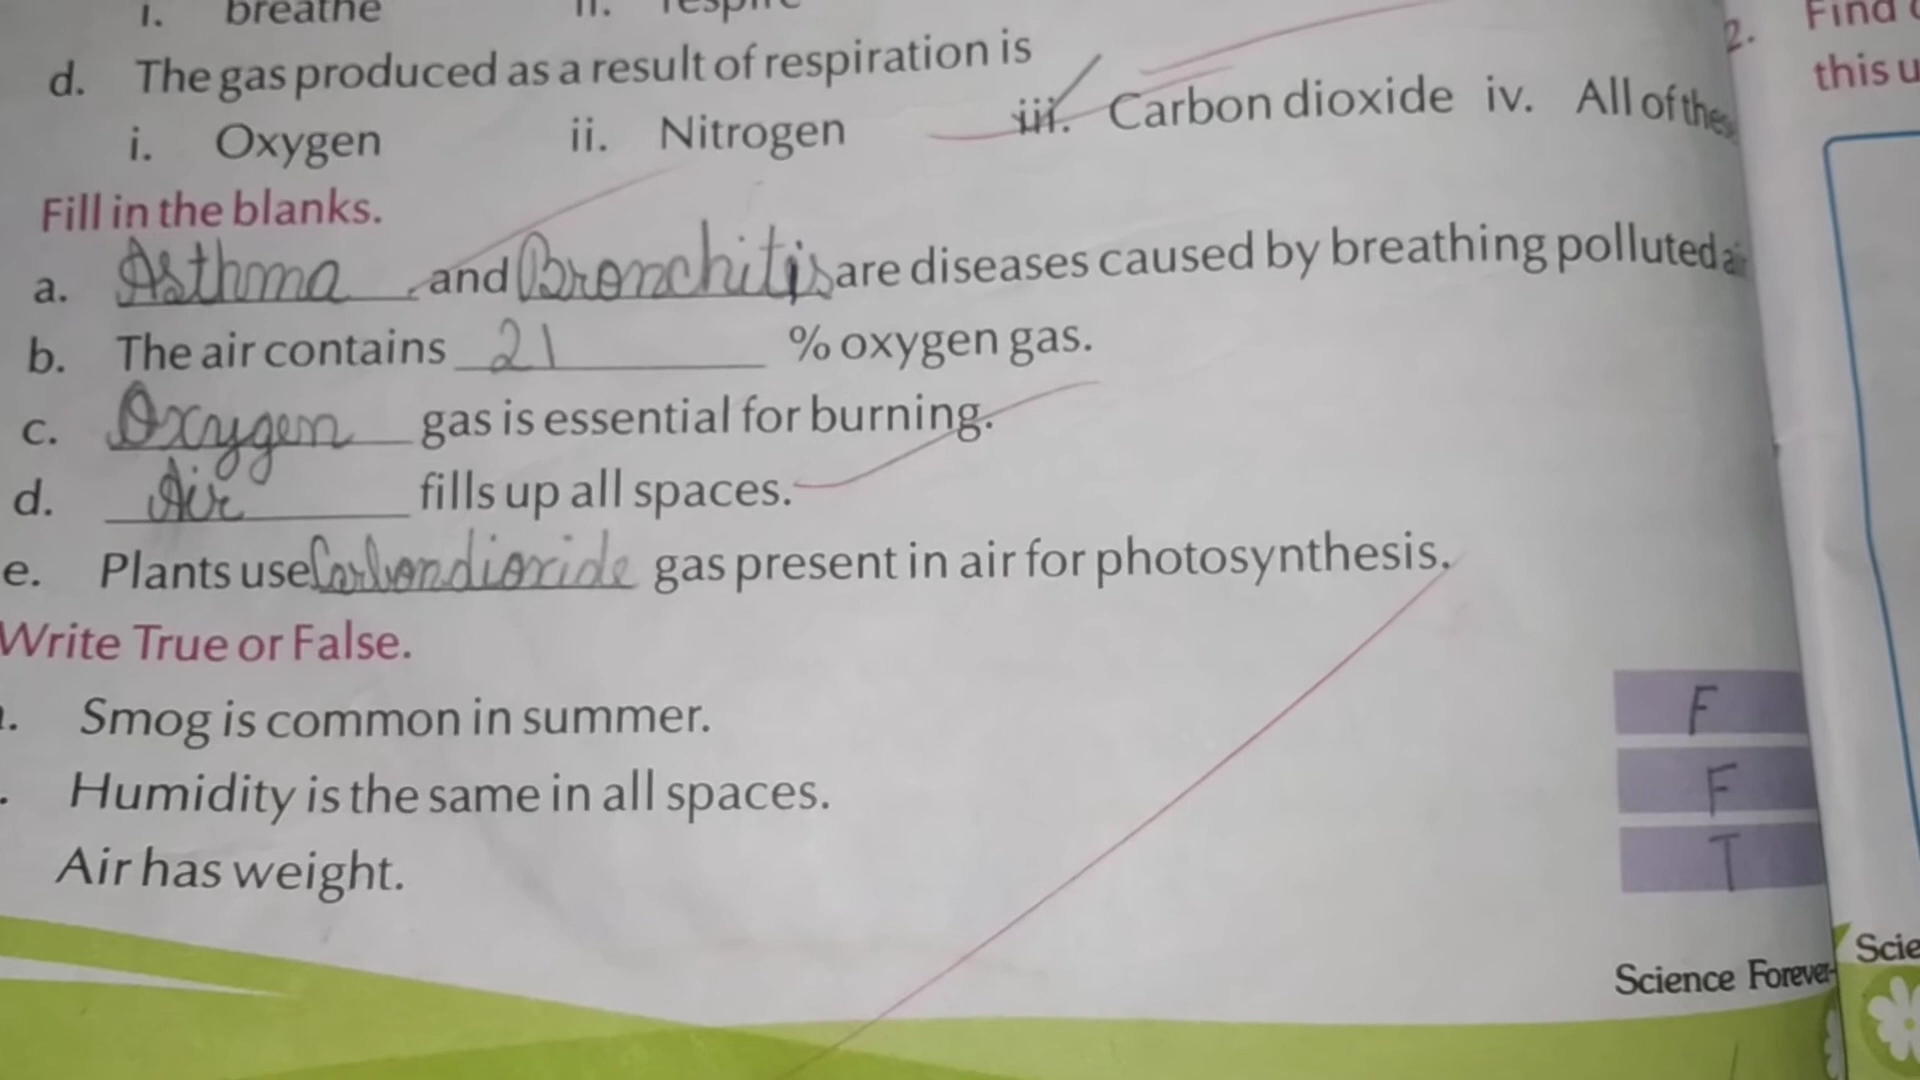 i. breathe ii. respire
d. The gas produced as a result of respiration is
i. Oxygen ii. Nitrogen iii. Carbon dioxide iv. All of these
Fill in the blanks.
a. Asthma and Bronchitis are diseases caused by breathing polluted
b. The air contains 21 % oxygen gas.
c. Oxygen gas is essential for burning.
d. Air fills up all spaces.
e. Plants use Carbondioxide gas present in air for photosynthesis.
Write True or False.
Smog is common in summer. F
Humidity is the same in all spaces. F
Air has weight. T
Science Forever-
2. Find
this